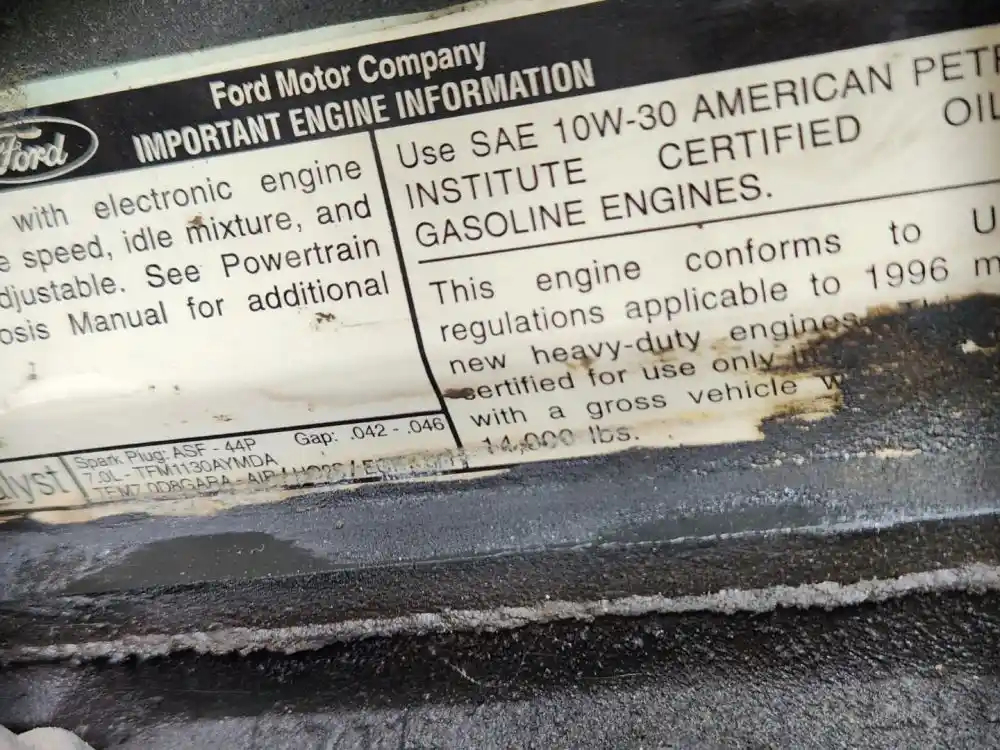 Ford Motor Company
IMPORTANT ENGINE INFORMATION
Ford
with electronic engine
speed, idle mixture, and
djustable. See Powertrain
osis Manual for additional
Use SAE 10W-30 AMERICAN PETR
INSTITUTE CERTIFIED OIL
GASOLINE ENGINES.
This engine conforms to U
regulations applicable to 1996 m
new heavy-duty engines.
certified for use only
with a gross vehicle w
14,000 lbs.
lyst
Spark Plug: ASF - 44P Gap: .042 - .046
7.0L - TFM1130AYMDA